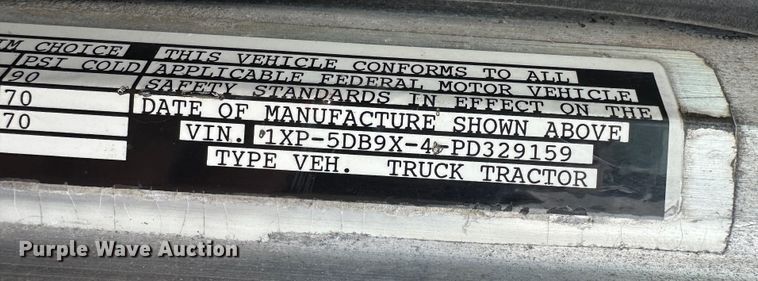 M CHOICE
PSI COLD
90
70
70
THIS VEHICLE CONFORMS TO ALL
APPLICABLE FEDERAL MOTOR VEHICLE
SAFETY STANDARDS IN EFFECT ON THE
DATE OF MANUFACTURE SHOWN ABOVE
VIN. 1XP-5DB9X-4-PD329159
TYPE VEH. TRUCK TRACTOR
Purple Wave Auction